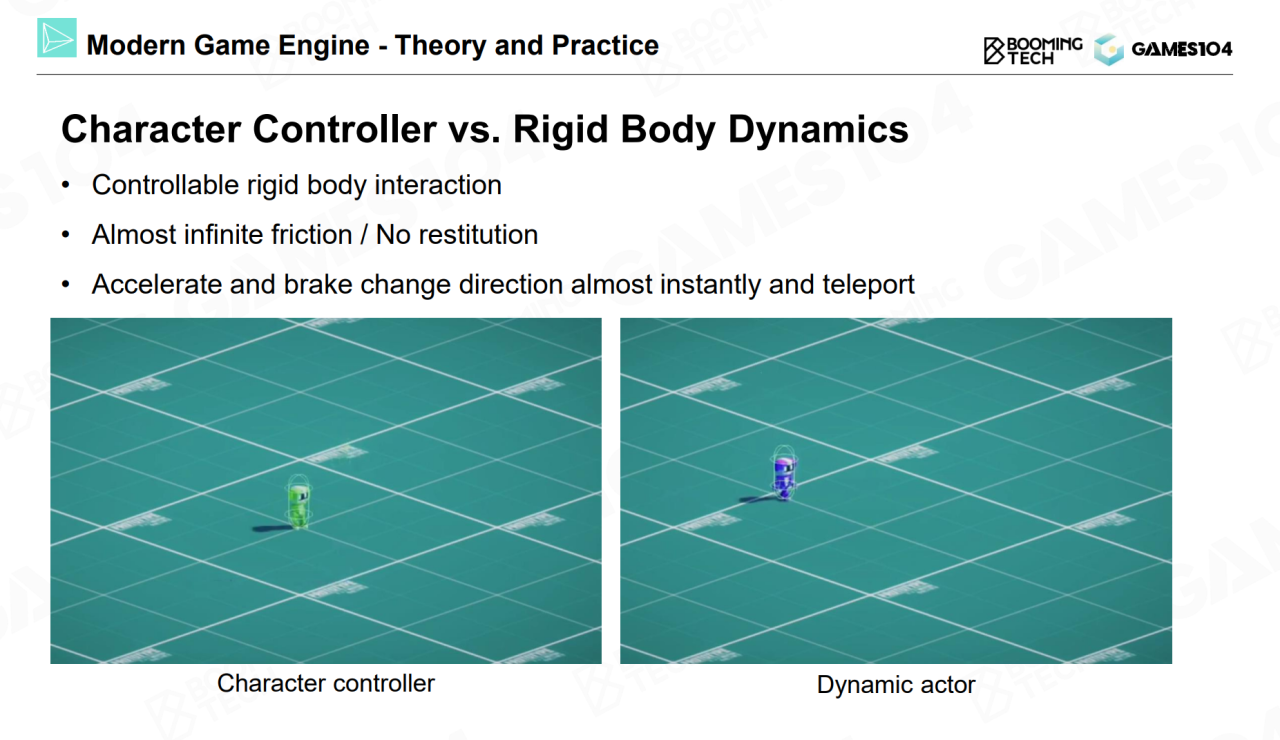 Modern Game Engine - Theory and Practice
BOOMING
TECH
GAMES104
Character Controller vs. Rigid Body Dynamics
• Controllable rigid body interaction
• Almost infinite friction / No restitution
• Accelerate and brake change direction almost instantly and teleport
Character controller
Dynamic actor